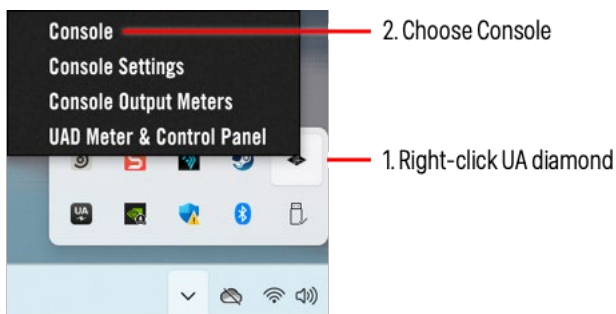 Console
2. Choose Console
Console Settings
Console Output Meters
UAD Meter & Control Panel
1. Right-click UA diamond
S
UA